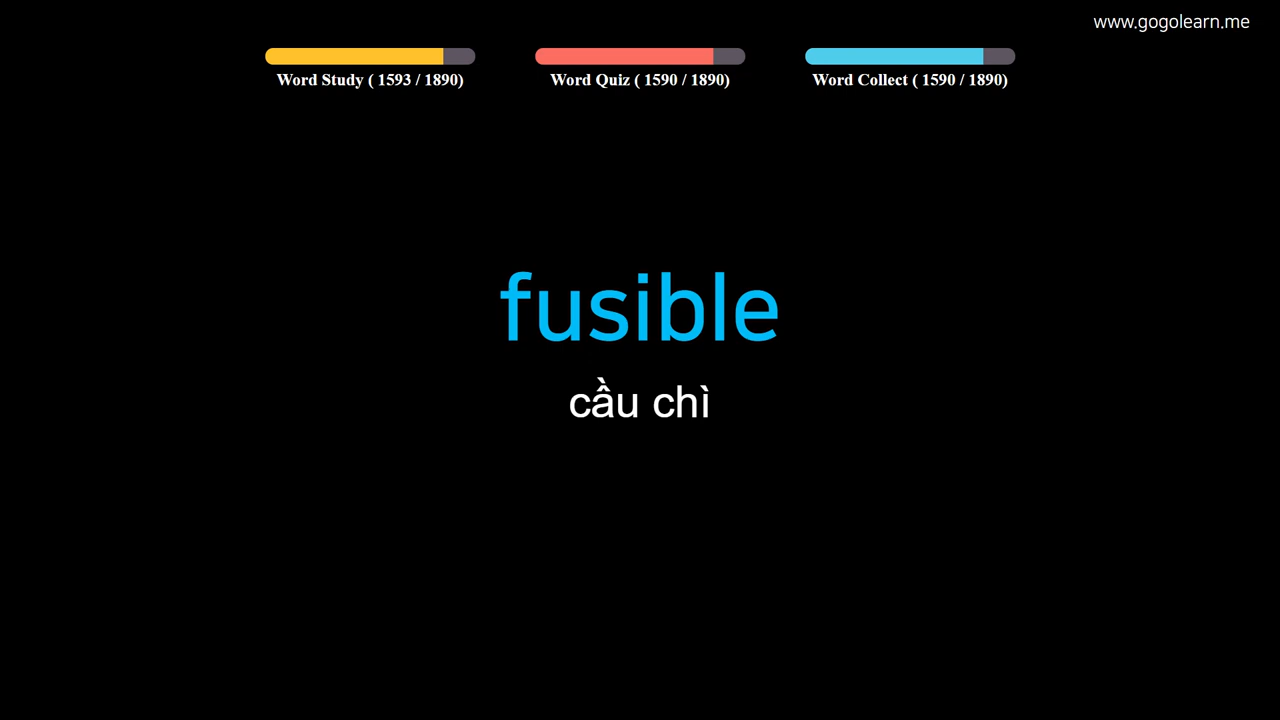 www.gogolearn.me
Word Study ( 1593 / 1890)
Word Quiz ( 1590 / 1890)
Word Collect ( 1590 / 1890)
fusible
cầu chì